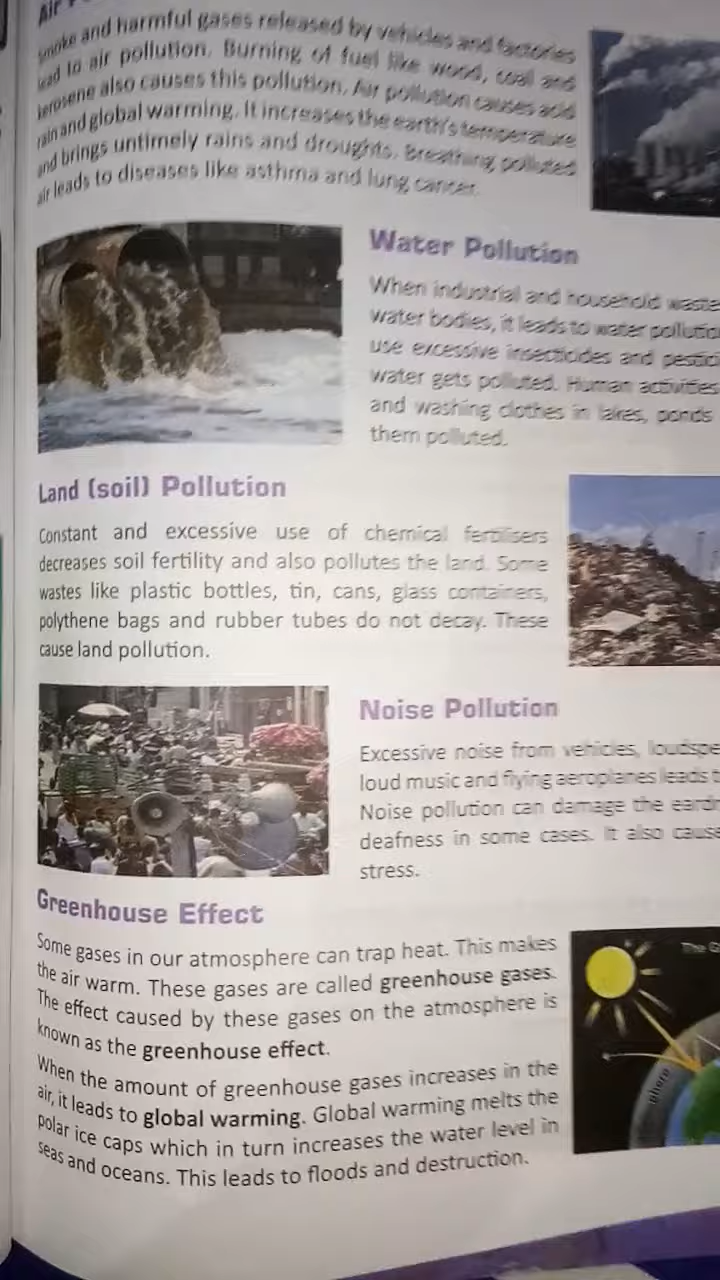 Air
Smoke and harmful gases released by vehicles and factories
lead to air pollution. Burning of fuel like wood, coal and
kerosene also causes this pollution. Air pollution causes acid
rain and global warming. It increases the earth's temperature
and brings untimely rains and droughts. Breathing polluted
air leads to diseases like asthma and lung cancer.
Water Pollution
When industrial and household waste
water bodies, it leads to water pollutio
use excessive insecticides and pestici
water gets polluted. Human activities
and washing clothes in lakes, ponds
them polluted.
Land (soil) Pollution
Constant and excessive use of chemical fertilisers
decreases soil fertility and also pollutes the land. Some
wastes like plastic bottles, tin, cans, glass containers,
polythene bags and rubber tubes do not decay. These
cause land pollution.
Noise Pollution
Excessive noise from vehicles, loudspe
loud music and flying aeroplanes leads t
Noise pollution can damage the eardr
deafness in some cases. It also cause
stress.
Greenhouse Effect
Some gases in our atmosphere can trap heat. This makes
the air warm. These gases are called greenhouse gases.
The effect caused by these gases on the atmosphere is
known as the greenhouse effect.
When the amount of greenhouse gases increases in the
air, it leads to global warming. Global warming melts the
polar ice caps which in turn increases the water level in
seas and oceans. This leads to floods and destruction.
The G
phere